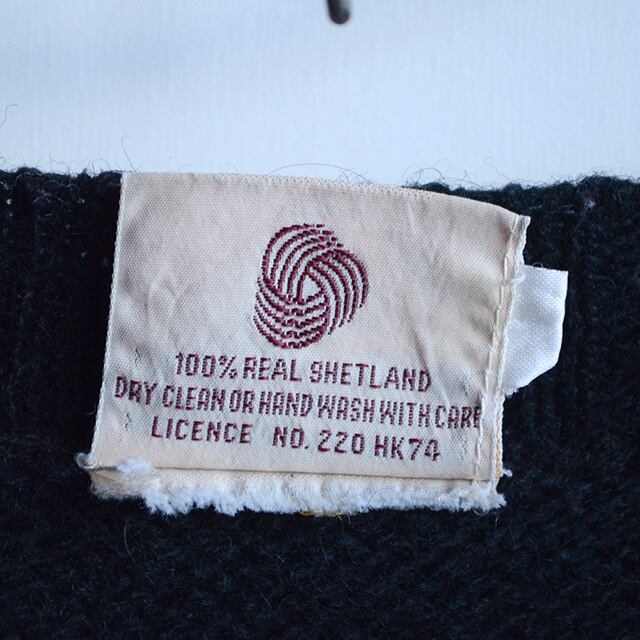 100% REAL SHETLAND
DRY CLEAN OR HAND WASH WITH CARE
LICENCE NO. 220 HK74